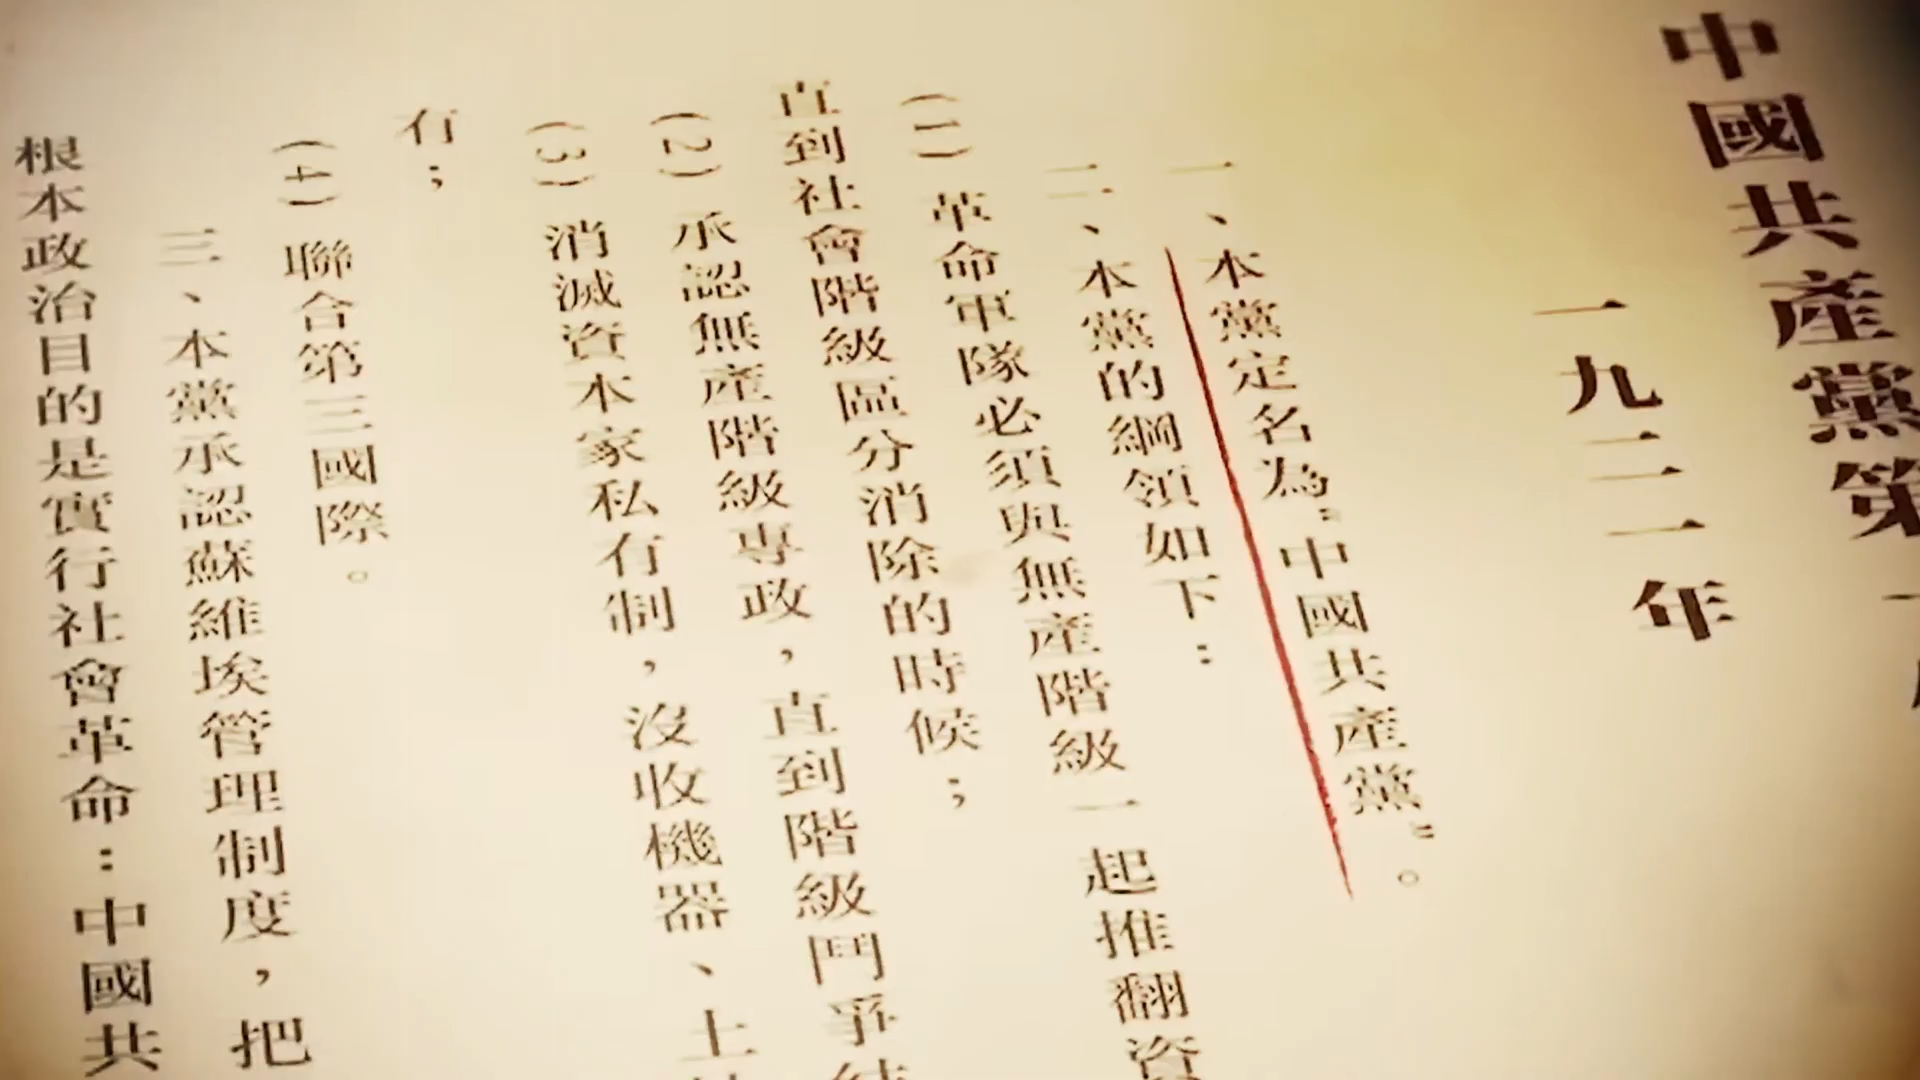 中國共產黨第一
一九二一年
一、本黨定名為“中國共產黨”。
二、本黨的綱領如下：
(1) 革命軍隊必須與無產階級一起推翻資
直到社會階級區分消除的時候；
(2) 承認無產階級專政，直到階級鬥爭結
(3) 消滅資本家私有制，沒收機器、土
有；
(4) 聯合第三國際。
三、本黨承認蘇維埃管理制度，把
根本政治目的是實行社會革命：中國共